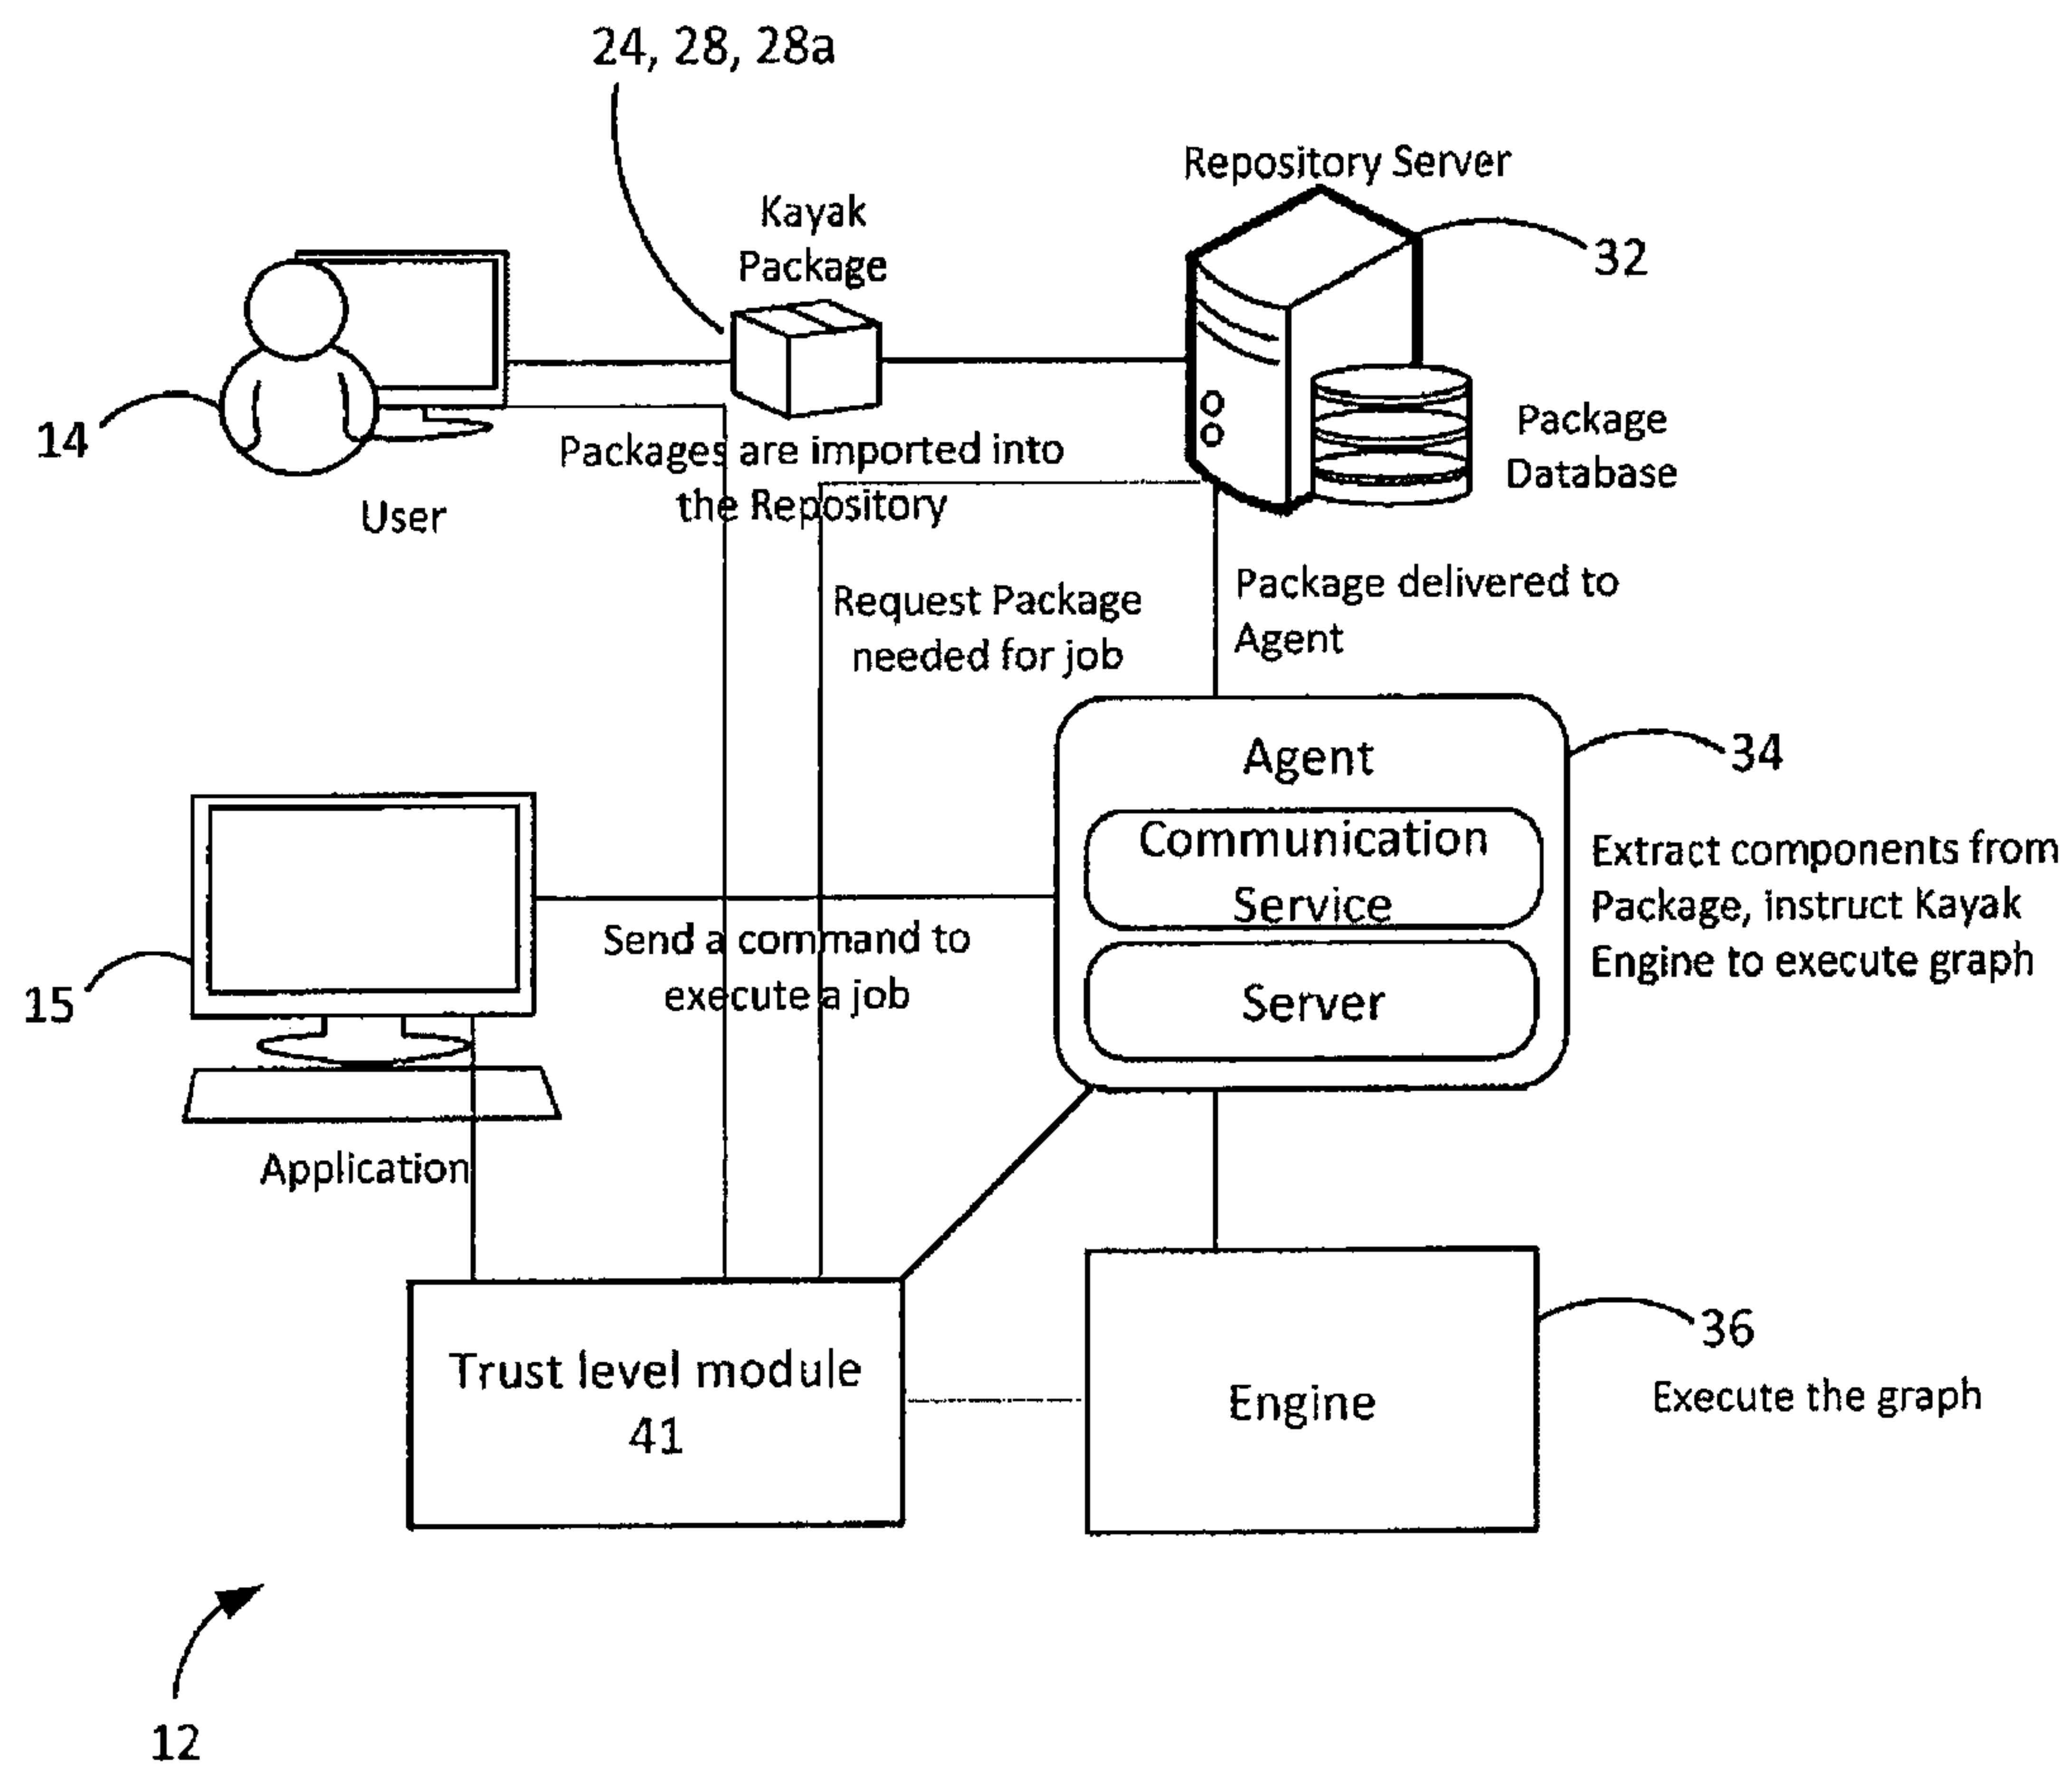 24, 28, 28a
Repository Server
Kayak
Package
32
14
Packages are imported into
the Repository
Package
Database
User
Request Package
needed for job
Package delivered to
Agent
Agent
34
Communication
Service
Extract components from
Package, instruct Kayak
Engine to execute graph
Send a command to
execute a job
Server
15
Application
Trust level module
41
Engine
36
Execute the graph
12